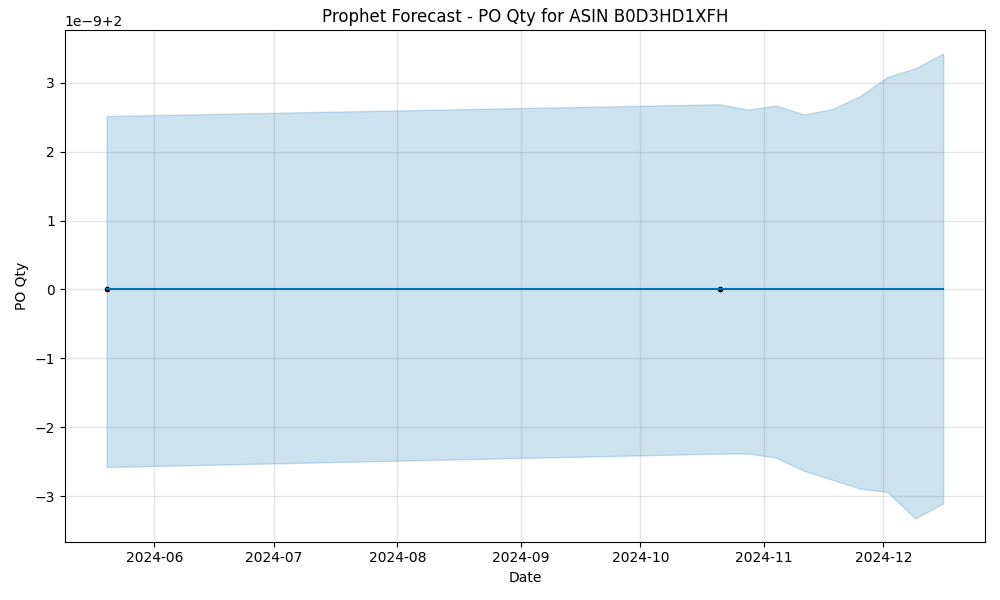 Prophet Forecast - PO Qty for ASIN B0D3HD1XFH
1e−9+2
3
2
1
0
−1
−2
−3
PO Qty
2024-06 2024-07 2024-08 2024-09 2024-10 2024-11 2024-12
Date